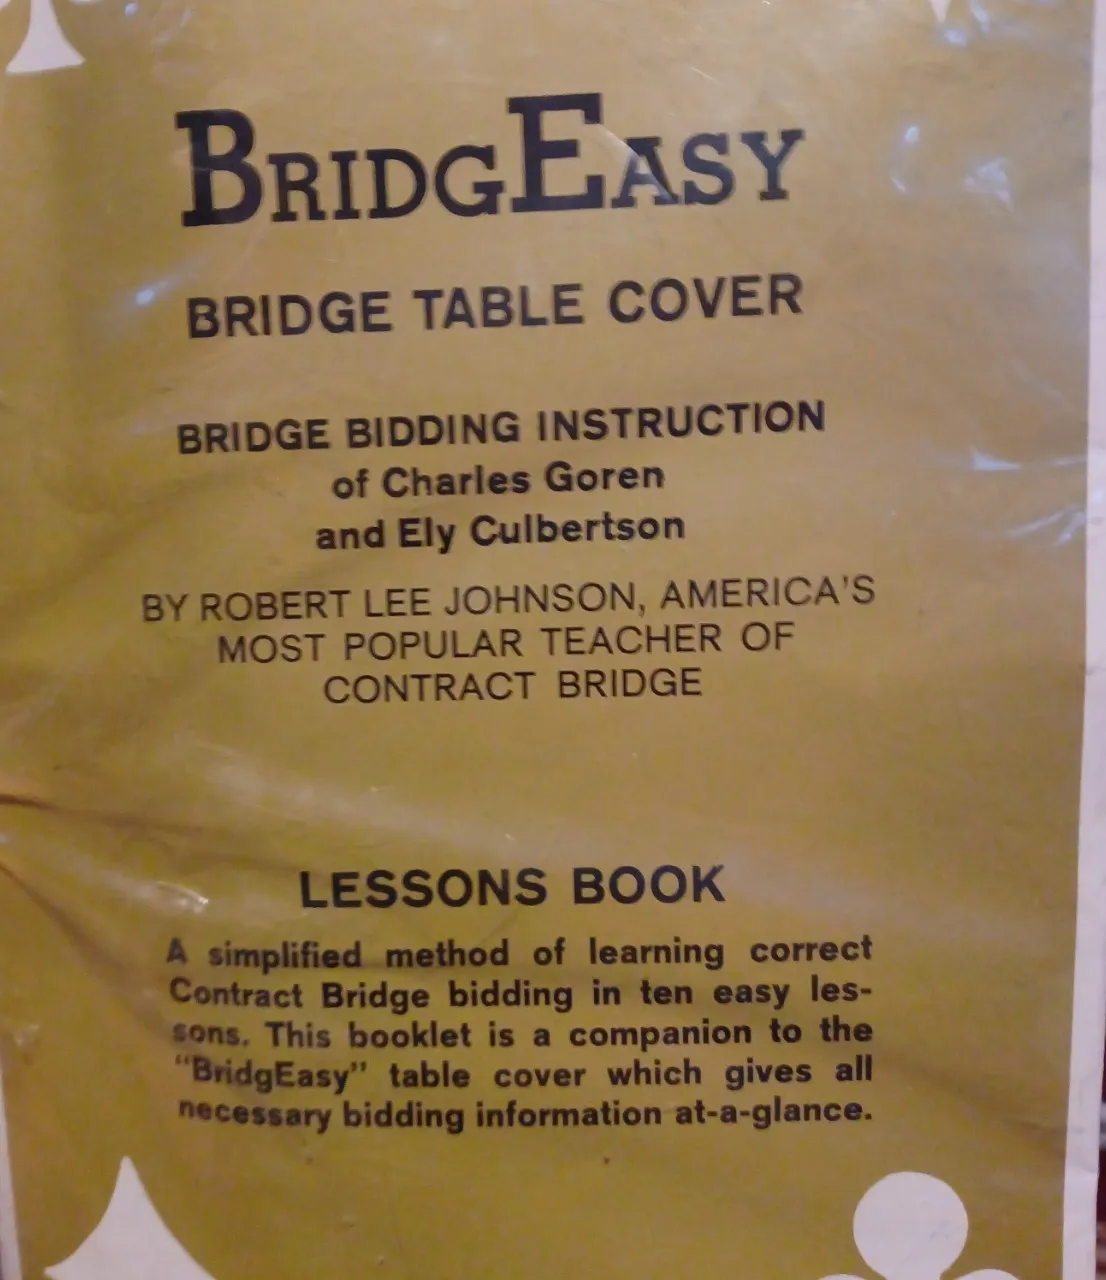 BRIDGEASY
BRIDGE TABLE COVER
BRIDGE BIDDING INSTRUCTION
of Charles Goren
and Ely Culbertson
BY ROBERT LEE JOHNSON, AMERICA'S
MOST POPULAR TEACHER OF
CONTRACT BRIDGE
LESSONS BOOK
A simplified method of learning correct
Contract Bridge bidding in ten easy les-
sons. This booklet is a companion to the
"BridgEasy" table cover which gives all
necessary bidding information at-a-glance.